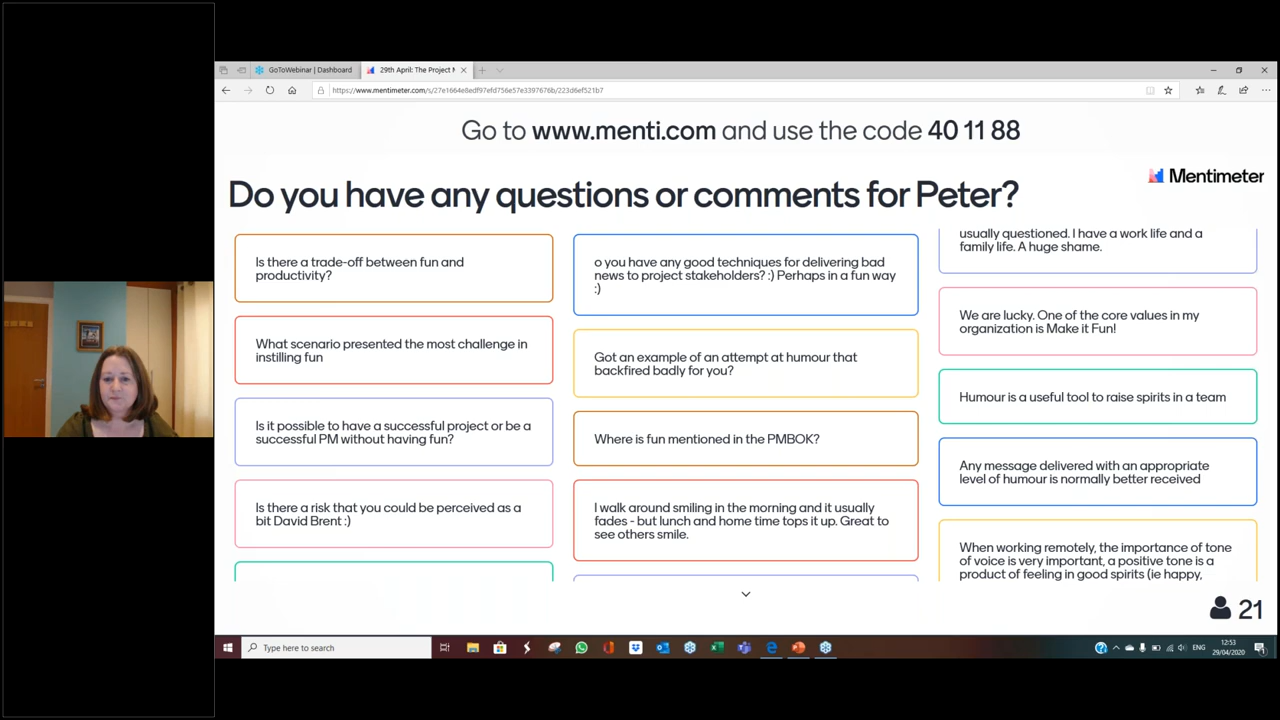 GoToWebinar | Dashboard
29th April: The Project M
https://www.mentimeter.com/s/27e1664e8edf97efd756e57e3397676b/223d6ef521b7
Go to www.menti.com and use the code 40 11 88
Mentimeter
Do you have any questions or comments for Peter?
Is there a trade-off between fun and
productivity?
What scenario presented the most challenge in
instilling fun
Is it possible to have a successful project or be a
successful PM without having fun?
Is there a risk that you could be perceived as a
bit David Brent :)
o you have any good techniques for delivering bad
news to project stakeholders? :) Perhaps in a fun way
:)
Got an example of an attempt at humour that
backfired badly for you?
Where is fun mentioned in the PMBOK?
I walk around smiling in the morning and it usually
fades - but lunch and home time tops it up. Great to
see others smile.
usually questioned. I have a work life and a
family life. A huge shame.
We are lucky. One of the core values in my
organization is Make it Fun!
Humour is a useful tool to raise spirits in a team
Any message delivered with an appropriate
level of humour is normally better received
When working remotely, the importance of tone
of voice is very important, a positive tone is a
product of feeling in good spirits (ie happy,
21
Type here to search
ENG
12:53
29/04/2020